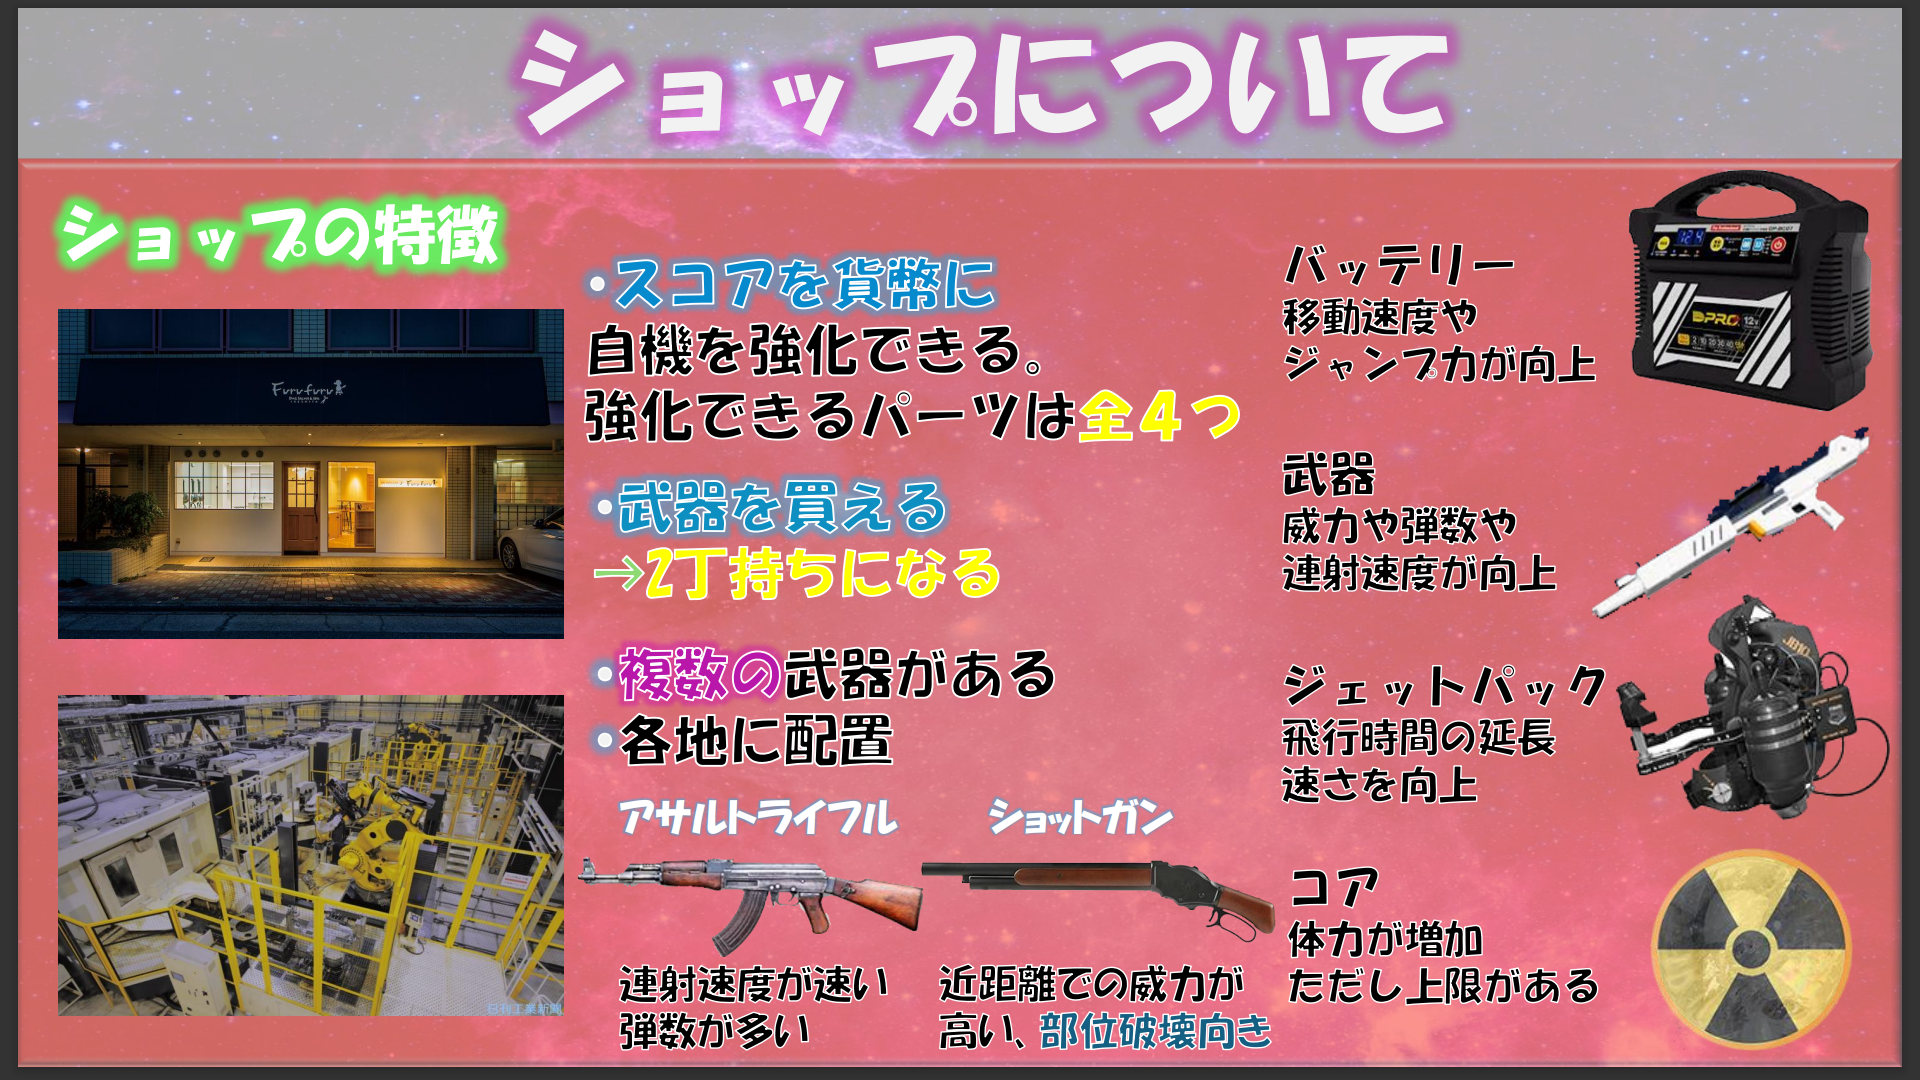 ショップについて
ショップの特徴
Furufuru
Furufuru
日刊工業新聞
•スコアを貨幣に
自機を強化できる。
強化できるパーツは全４つ
•武器を買える
→2丁持ちになる
•複数の武器がある
•各地に配置
アサルトライフル
ショットガン
連射速度が速い
弾数が多い
近距離での威力が
高い、部位破壊向き
バッテリー
移動速度や
ジャンプ力が向上
124
12V
武器
威力や弾数や
連射速度が向上
ジェットパック
飛行時間の延長
速さを向上
コア
体力が増加
ただし上限がある